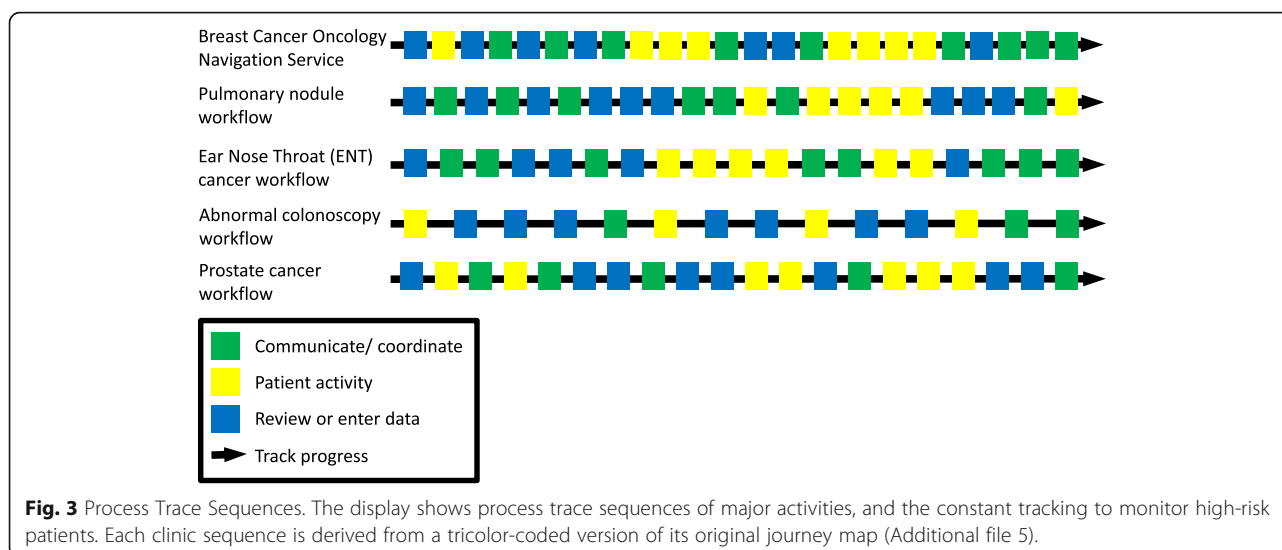 Breast Cancer Oncology
Navigation Service
Pulmonary nodule
workflow
Ear Nose Throat (ENT)
cancer workflow
Abnormal colonoscopy
workflow
Prostate cancer
workflow
Communicate/ coordinate
Patient activity
Review or enter data
Track progress
Fig. 3 Process Trace Sequences. The display shows process trace sequences of major activities, and the constant tracking to monitor high-risk
patients. Each clinic sequence is derived from a tricolor-coded version of its original journey map (Additional file 5).